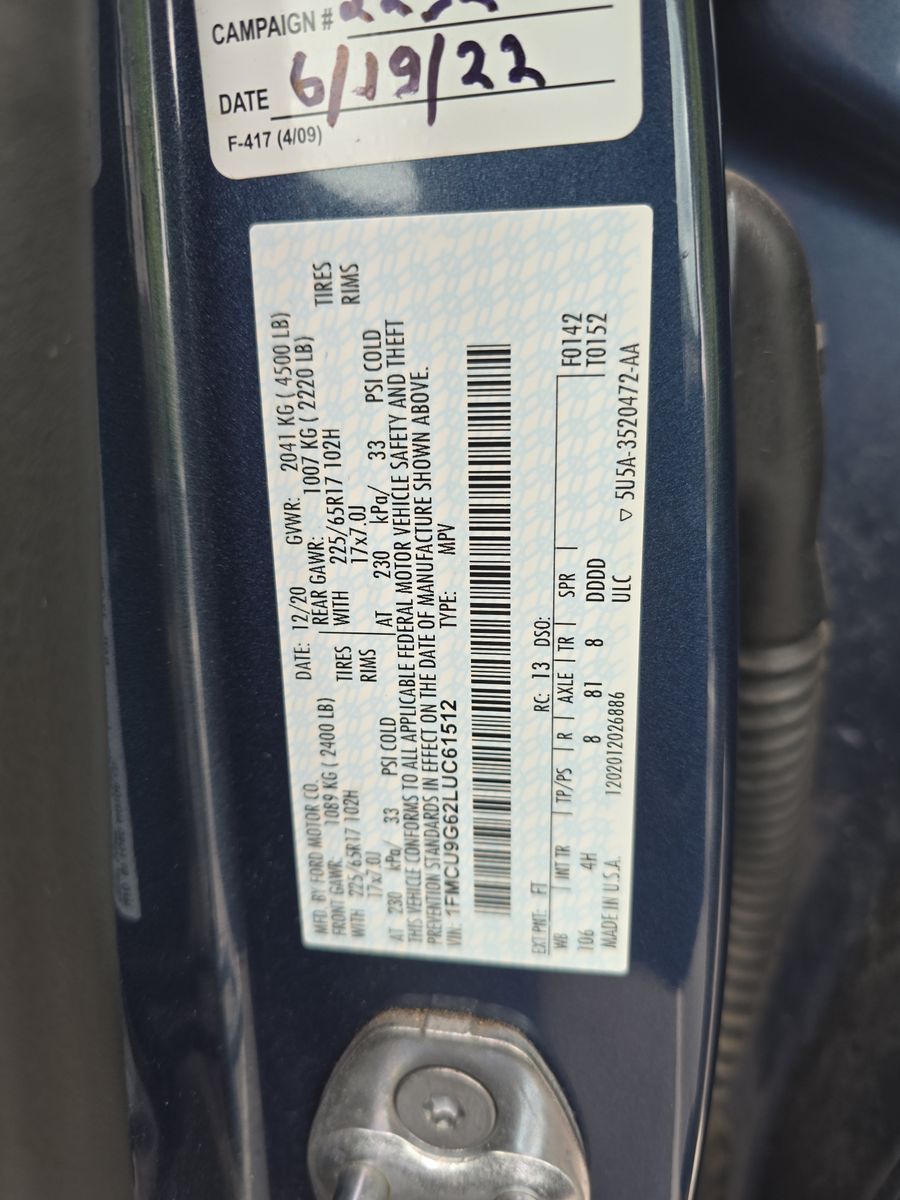 CAMPAIGN #
DATE 6/19/22
F-417 (4/09)
MFD. BY FORD MOTOR CO. DATE: 12/20 GVWR: 2041 KG ( 4500 LB)
FRONT GAWR: 1089 KG ( 2400 LB) REAR GAWR: 1007 KG ( 2220 LB)
WITH 225/65R17 102H TIRES WITH 225/65R17 102H TIRES
17x7.0J RIMS 17x7.0J RIMS
AT 230 kPa/ 33 PSI COLD AT 230 kPa/ 33 PSI COLD
THIS VEHICLE CONFORMS TO ALL APPLICABLE FEDERAL MOTOR VEHICLE SAFETY AND THEFT
PREVENTION STANDARDS IN EFFECT ON THE DATE OF MANUFACTURE SHOWN ABOVE.
VIN: 1FMCU9G62LUC61512 TYPE: MPV
EXT PNT: FT RC: 13 DSO: F0142
WB INT TR TP/PS R AXLE TR SPR T0152
106 4H 8 81 8 DDDD
MADE IN U.S.A. 1202012026886 ULC ▽ 5U5A-3520472-AA